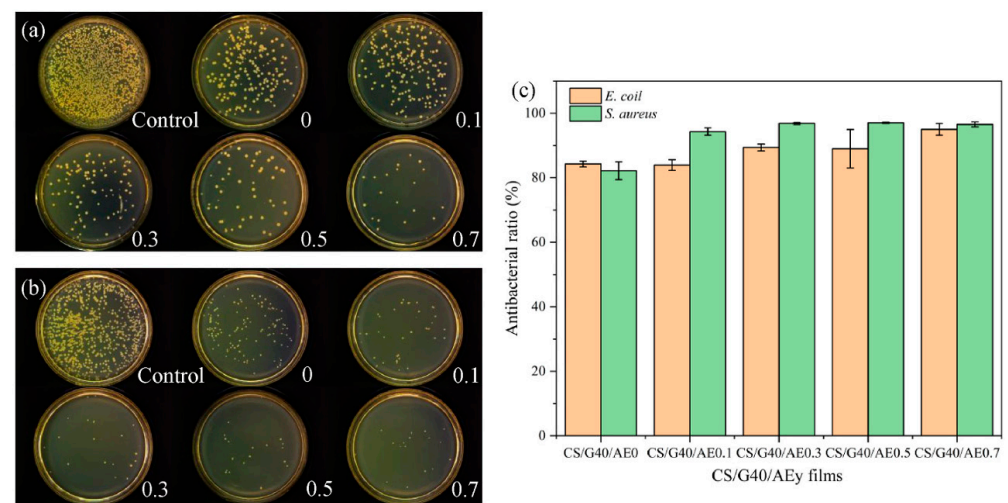 (a)
Control
0
0.1
0.3
0.5
0.7
(b)
Control
0
0.1
0.3
0.5
0.7
(c)
E. coil
S. aureus
Antibacterial ratio (%)
100
80
60
40
20
0
CS/G40/AE0 CS/G40/AE0.1 CS/G40/AE0.3 CS/G40/AE0.5 CS/G40/AE0.7
CS/G40/AEy films